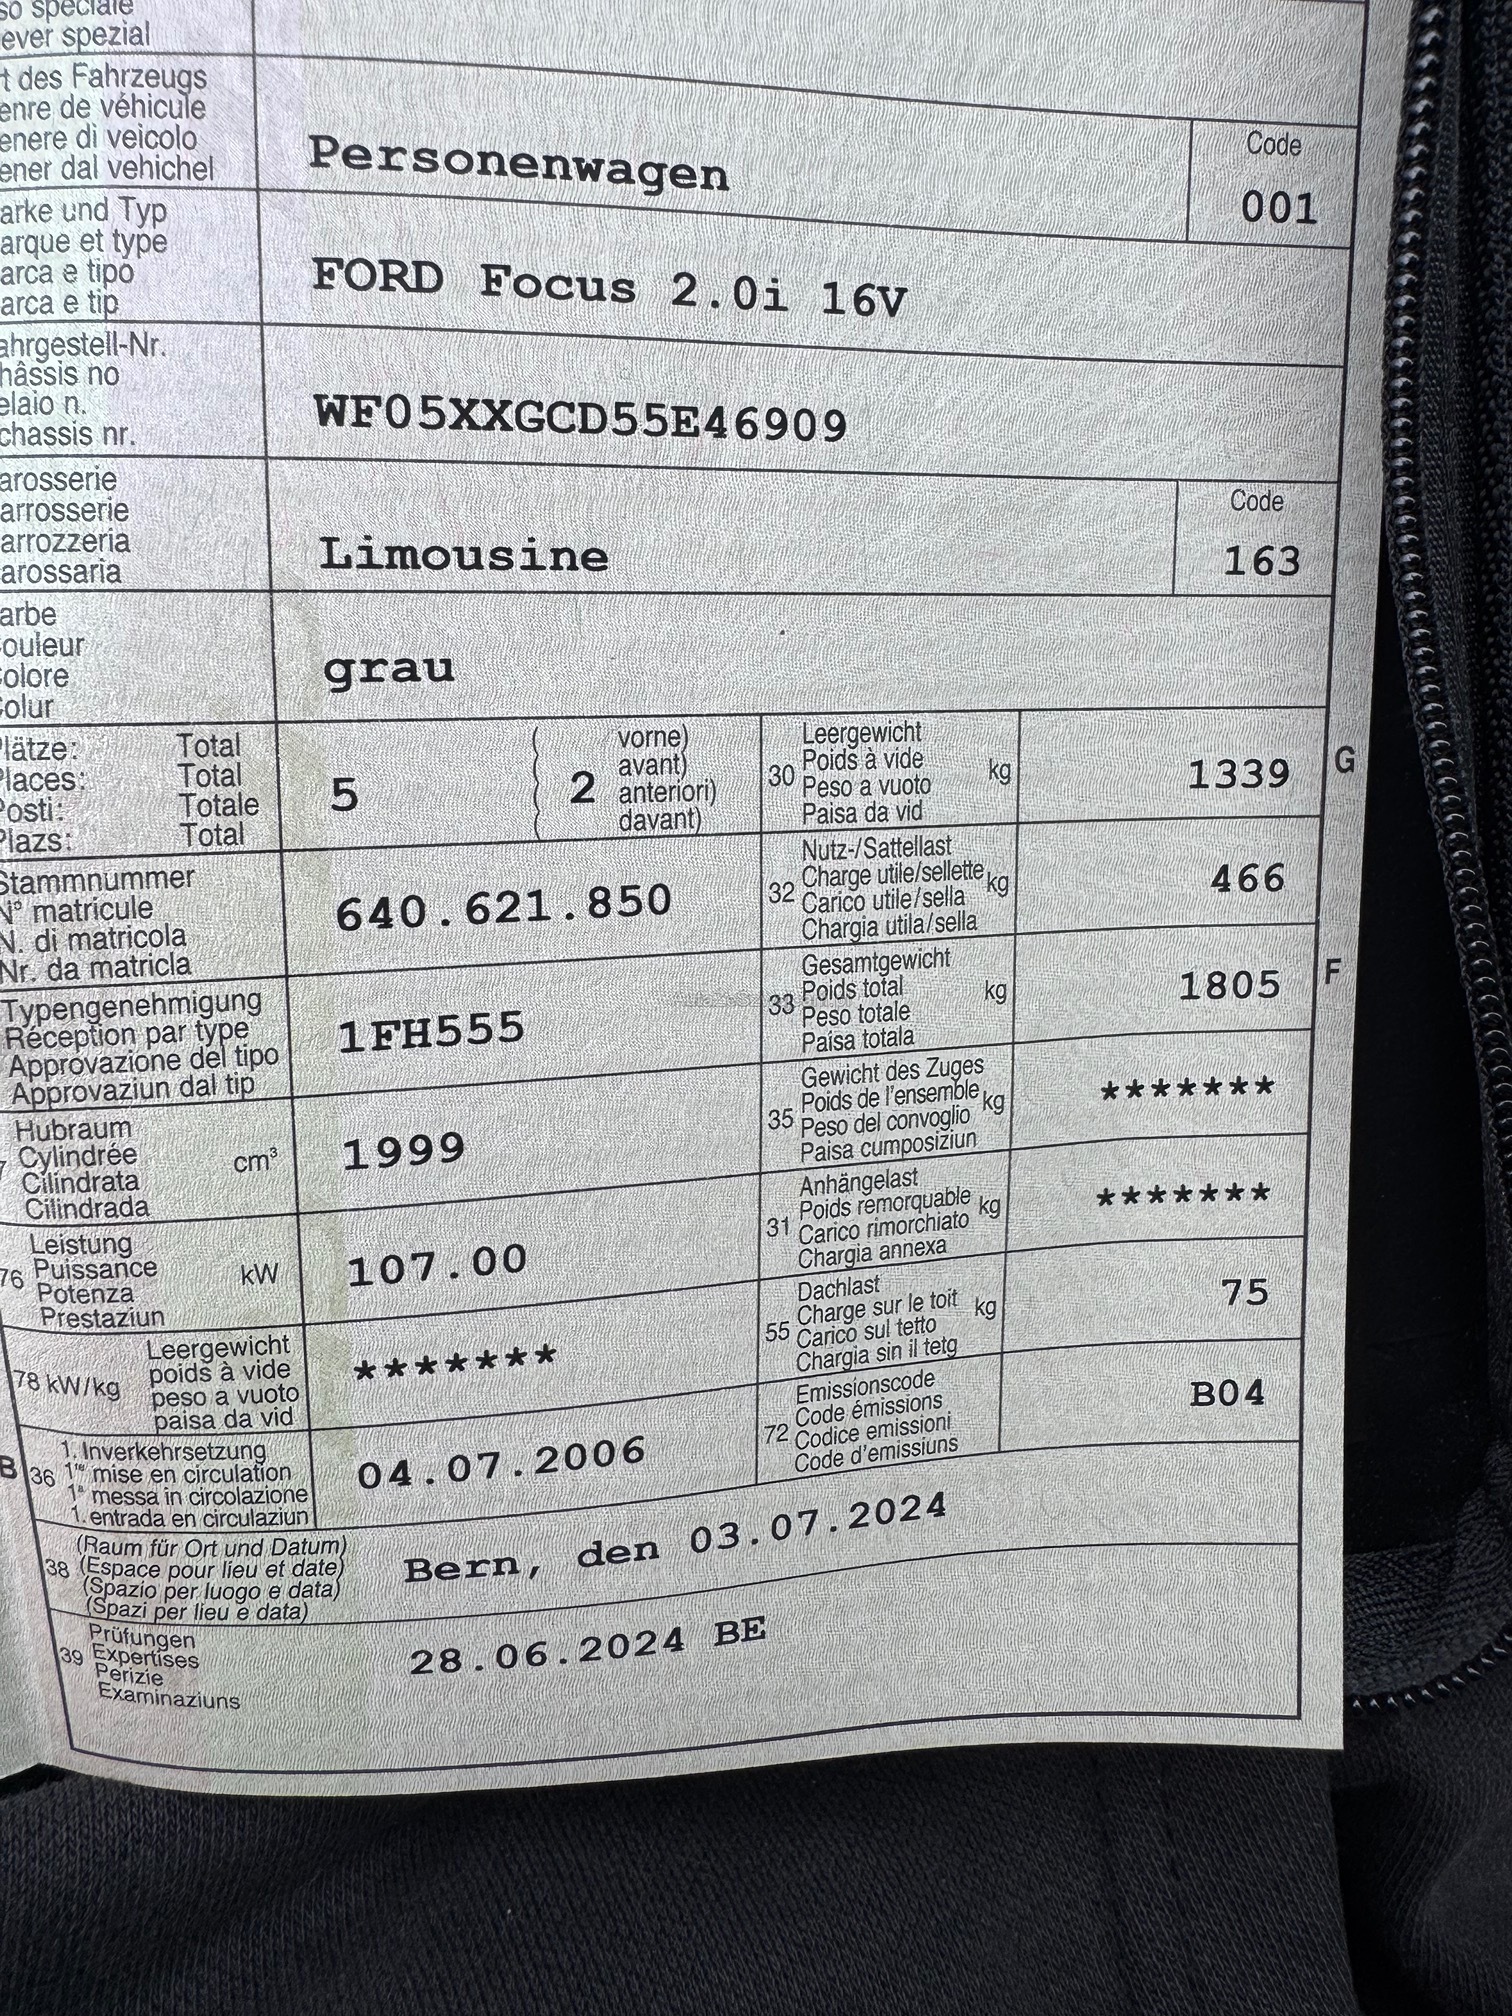 so speciale
ever spezial
t des Fahrzeugs
enre de véhicule
enere di veicolo
ener dal vehichel
Personenwagen
Code
001
arke und Typ
arque et type
arca e tipo
arca e tip
FORD Focus 2.0i 16V
ahrgestell-Nr.
hâssis no
elaio n.
chassis nr.
WF05XXGCD55E46909
arosserie
arrosserie
arrozzeria
arossaria
Limousine
Code
163
arbe
ouleur
olore
olur
grau
lätze: Total
laces: Total
osti: Totale
lazs: Total
5
( 2 vorne)
( avant)
( anteriori)
( davant)
30 Leergewicht
Poids à vide kg
Peso a vuoto
Paisa da vid
1339 G
Stammnummer
N° matricule
N. di matricola
Nr. da matricla
640.621.850
32 Nutz-/Sattellast
Charge utile/sellette kg
Carico utile/sella
Chargia utila/sella
466
Typengenehmigung
Réception par type
Approvazione del tipo
Approvaziun dal tip
1FH555
33 Gesamtgewicht
Poids total kg
Peso totale
Paisa totala
1805 F
Hubraum
Cylindrée cm³
Cilindrata
Cilindrada
1999
35 Gewicht des Zuges
Poids de l'ensemble kg
Peso del convoglio
Paisa cumposiziun
*******
76 Leistung
Puissance kW
Potenza
Prestaziun
107.00
31 Anhängelast
Poids remorquable kg
Carico rimorchiato
Chargia annexa
*******
78 kW/kg Leergewicht
poids à vide
peso a vuoto
paisa da vid
*******
55 Dachlast
Charge sur le toit kg
Carico sul tetto
Chargia sin il tetg
75
B 36 1. Inverkehrsetzung
1re mise en circulation
1a messa in circolazione
1. entrada en circulaziun
04.07.2006
72 Emissionscode
Code émissions
Codice emissioni
Code d'emissiuns
B04
38 (Raum für Ort und Datum)
(Espace pour lieu et date)
(Spazio per luogo e data)
(Spazi per lieu e data)
Bern, den 03.07.2024
39 Prüfungen
Expertises
Perizie
Examinaziuns
28.06.2024 BE